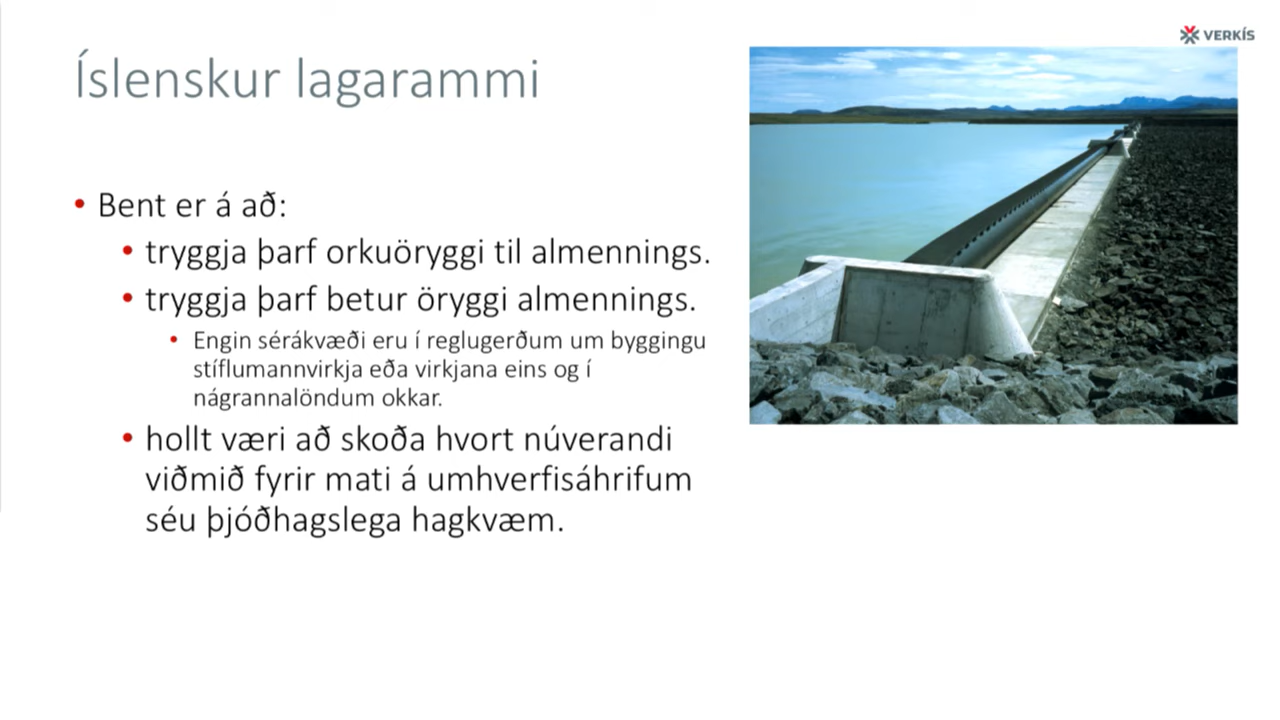 VERKÍS
Íslenskur lagarammi
• Bent er á að:
• tryggja þarf orkuöryggi til almennings.
• tryggja þarf betur öryggi almennings.
• Engin sérákvæði eru í reglugerðum um byggingu
stíflumannvirkja eða virkjana eins og í
nágrannalöndum okkar.
• hollt væri að skoða hvort núverandi
viðmið fyrir mati á umhverfisáhrifum
séu þjóðhagslega hagkvæm.